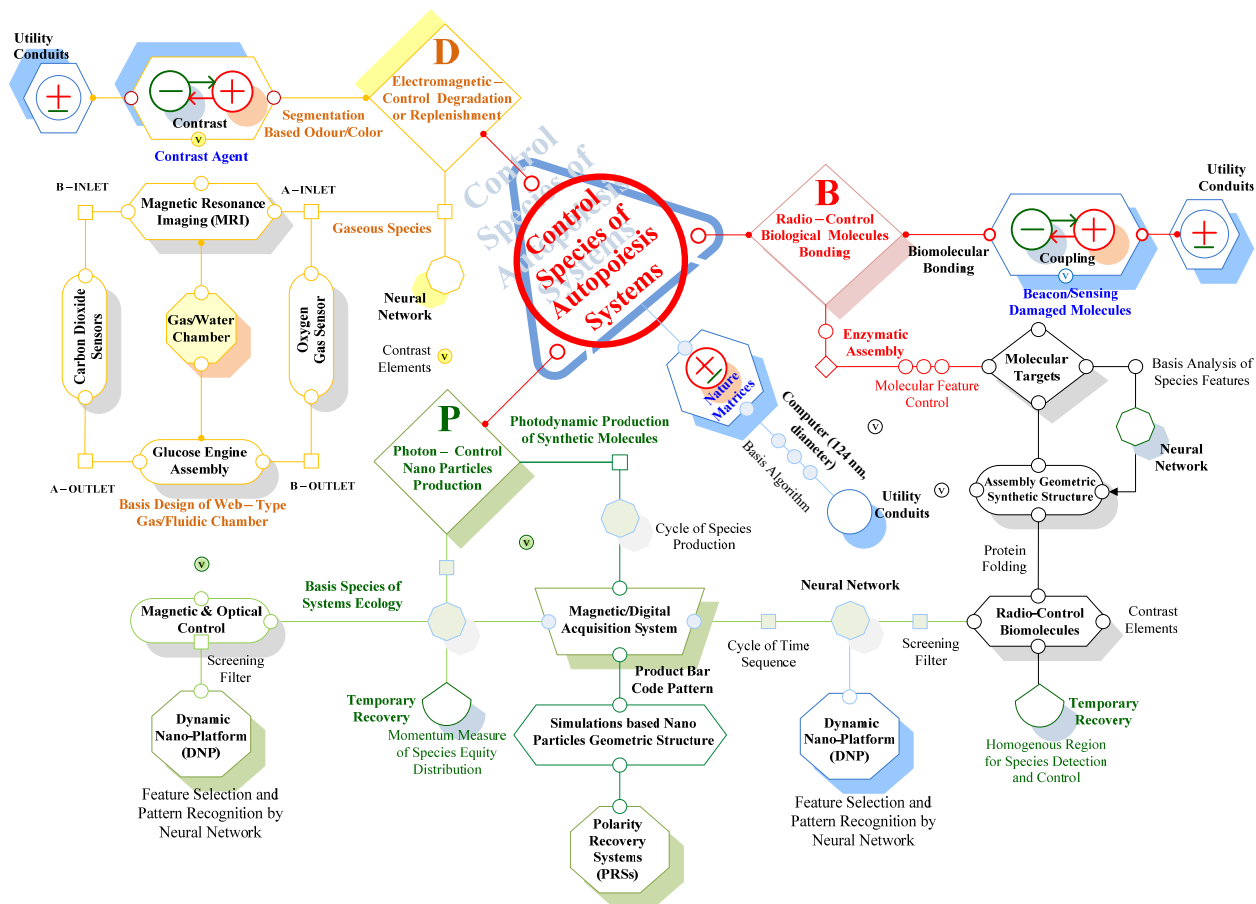 Utility
Conduits
±
−
+
Contrast
v
Contrast Agent
Segmentation
Based Odour/Color
D
Electromagnetic–
Control Degradation
or Replenishment
Control
Species of
Autopoiesis
Systems
Control
Species of
Autopoiesis
Systems
B
Radio–Control
Biological Molecules
Bonding
Biomolecular
Bonding
−
+
Coupling
v
Beacon/Sensing
Damaged Molecules
Utility
Conduits
±
B–INLET
A–INLET
Magnetic Resonance
Imaging (MRI)
Gaseous Species
Neural
Network
Carbon Dioxide
Sensors
Gas/Water
Chamber
Oxygen
Gas Sensor
Contrast
Elements
v
Glucose Engine
Assembly
A–OUTLET
B–OUTLET
Basis Design of Web–Type
Gas/Fluidic Chamber
Enzymatic
Assembly
Molecular Feature
Control
Molecular
Targets
Basis Analysis of
Species Features
Neural
Network
Assembly Geometric
Synthetic Structure
Protein
Folding
×
±
Nature
Matrices
Computer (124 nm,
diameter)
Basis Algorithm
Utility
Conduits
v
v
P
Photon– Control
Nano Particles
Production
Photodynamic Production
of Synthetic Molecules
Cycle of Species
Production
v
v
Magnetic & Optical
Control
Screening
Filter
Dynamic
Nano-Platform
(DNP)
Feature Selection and
Pattern Recognition by
Neural Network
Basis Species of
Systems Ecology
Temporary
Recovery
Momentum Measure
of Species Equity
Distribution
Magnetic/Digital
Acquisition System
Product Bar
Code Pattern
Simulations based Nano
Particles Geometric Structure
Polarity
Recovery
Systems
(PRSs)
Neural Network
Cycle of Time
Sequence
Screening
Filter
Dynamic
Nano-Platform
(DNP)
Feature Selection and
Pattern Recognition by
Neural Network
Radio–Control
Biomolecules
Contrast
Elements
Temporary
Recovery
Homogenous Region
for Species Detection
and Control